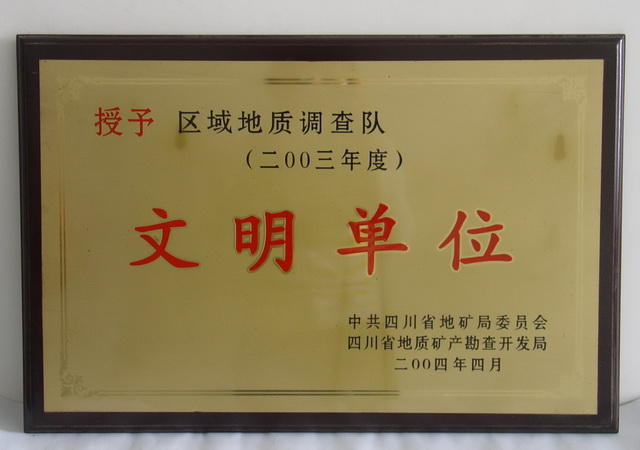 授予 区域地质调查队
（二00三年度）
文明单位
中共四川省地矿局委员会
四川省地质矿产勘查开发局
二00四年四月